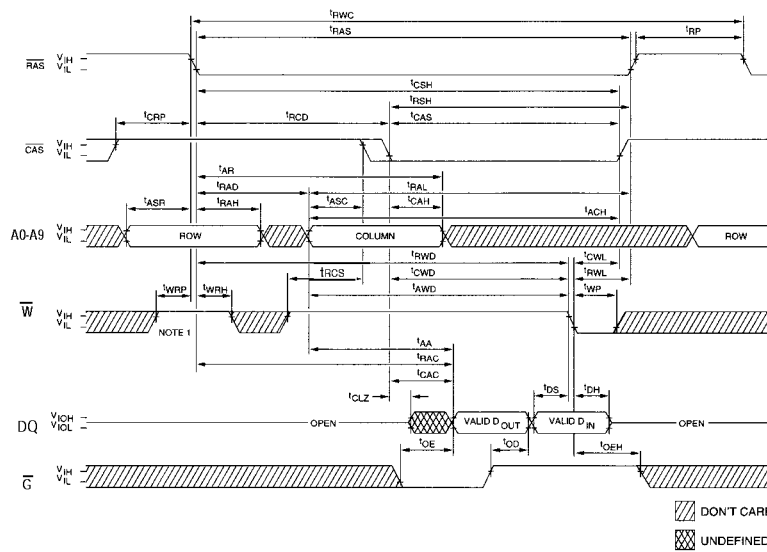 tRWC
tRAS
tRP
RAS VIH
VIL
tCSH
tRSH
tCRP tRCD tCAS
CAS VIH
VIL
tAR
tRAD tRAL
tASR tRAH tASC tCAH
tACH
A0-A9 VIH
VIL
ROW COLUMN ROW
tRWD tCWL
tRCS tCWD tRWL
tWRP tWRH tAWD tWP
W VIH
VIL
NOTE 1
tAA
tRAC
tCAC
tCLZ tDS tDH
DQ VIOH
VIOL
OPEN VALID DOUT VALID DIN OPEN
tOE tOD tOEH
G VIH
VIL
DON'T CARE
UNDEFINED